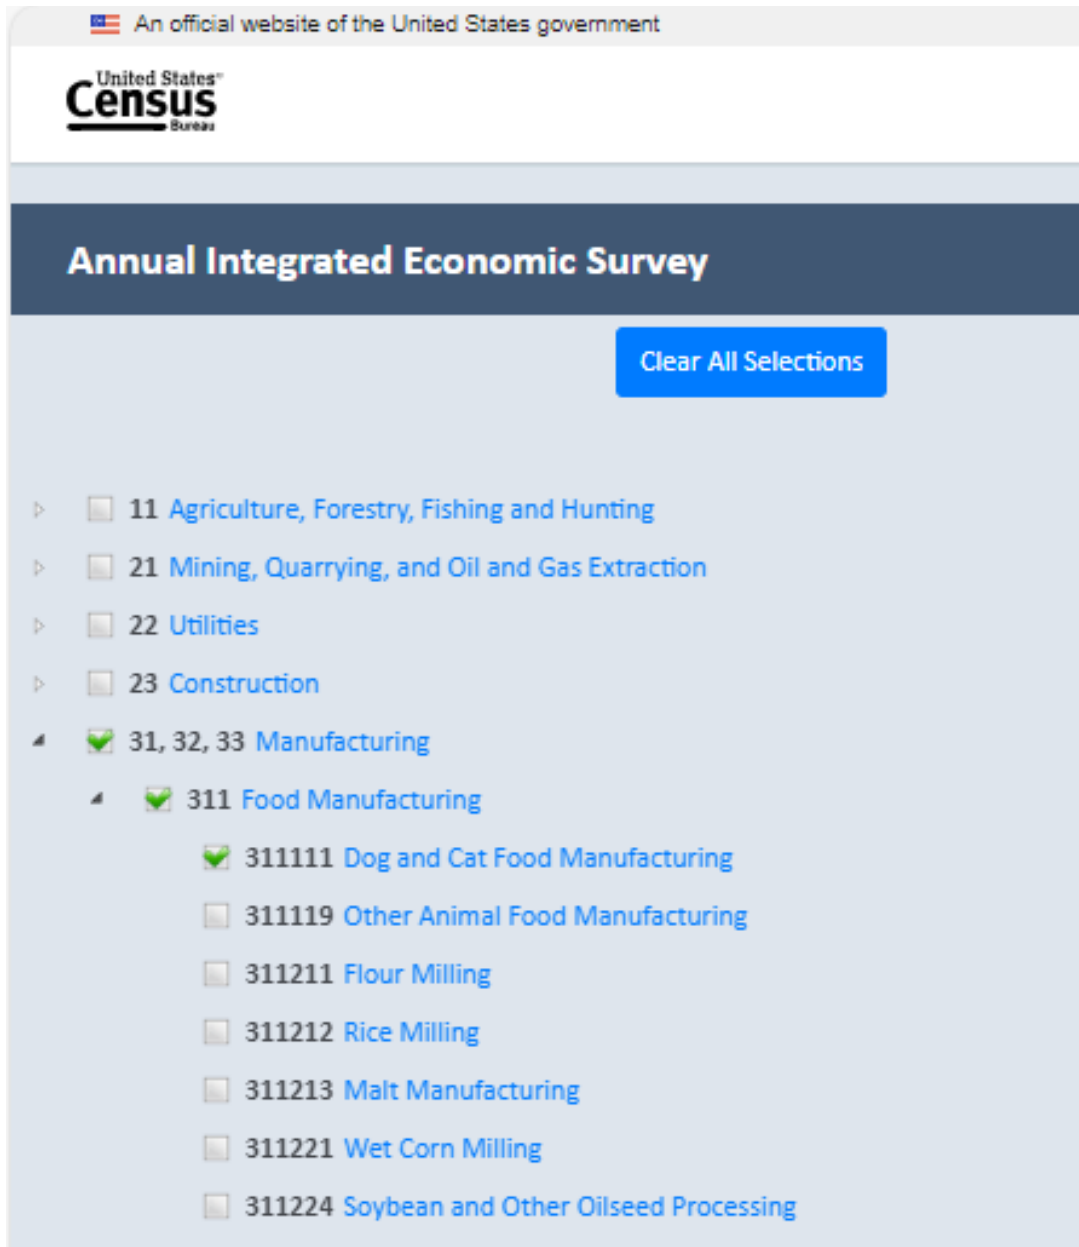 An official website of the United States government
United States®
Census
Bureau
Annual Integrated Economic Survey
Clear All Selections
11 Agriculture, Forestry, Fishing and Hunting
21 Mining, Quarrying, and Oil and Gas Extraction
22 Utilities
23 Construction
31, 32, 33 Manufacturing
311 Food Manufacturing
311111 Dog and Cat Food Manufacturing
311119 Other Animal Food Manufacturing
311211 Flour Milling
311212 Rice Milling
311213 Malt Manufacturing
311221 Wet Corn Milling
311224 Soybean and Other Oilseed Processing